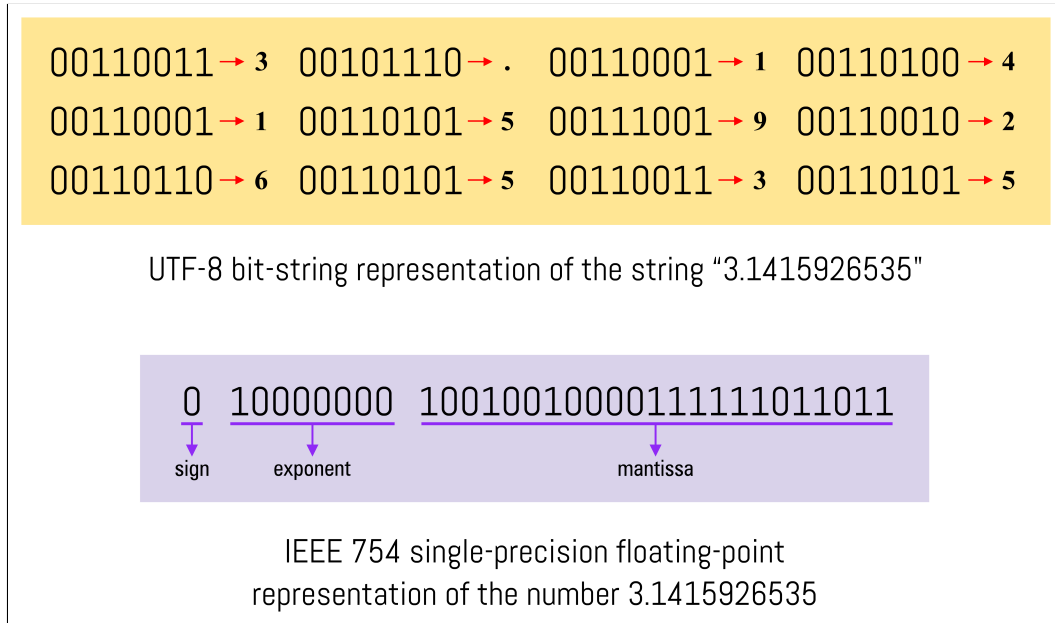 00110011 → 3 00101110 → . 00110001 → 1 00110100 → 4
00110001 → 1 00110101 → 5 00111001 → 9 00110010 → 2
00110110 → 6 00110101 → 5 00110011 → 3 00110101 → 5
UTF-8 bit-string representation of the string “3.1415926535"
0 10000000 10010010000111111011011
sign exponent mantissa
IEEE 754 single-precision floating-point
representation of the number 3.1415926535